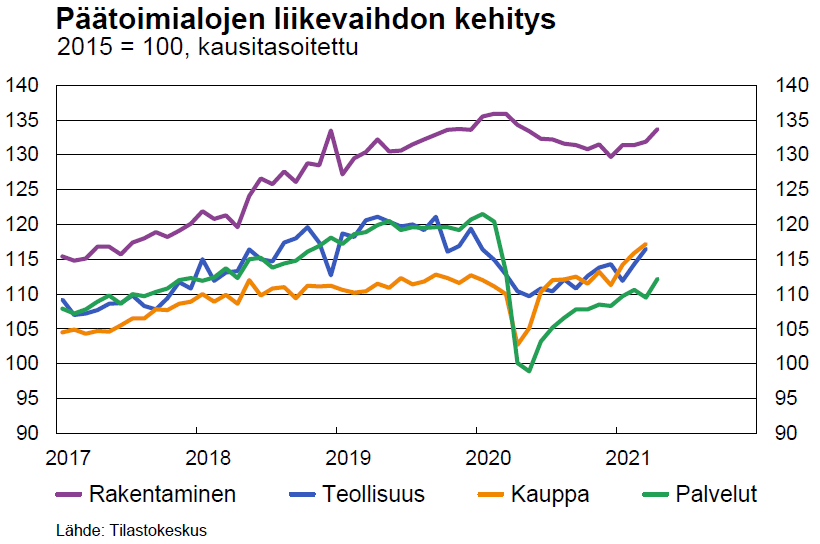 Päätoimialojen liikevaihdon kehitys
2015 = 100, kausitasoitettu
140 140
135 135
130 130
125 125
120 120
115 115
110 110
105 105
100 100
95 95
90 90
2017 2018 2019 2020 2021
Rakentaminen Teollisuus Kauppa Palvelut
Lähde: Tilastokeskus